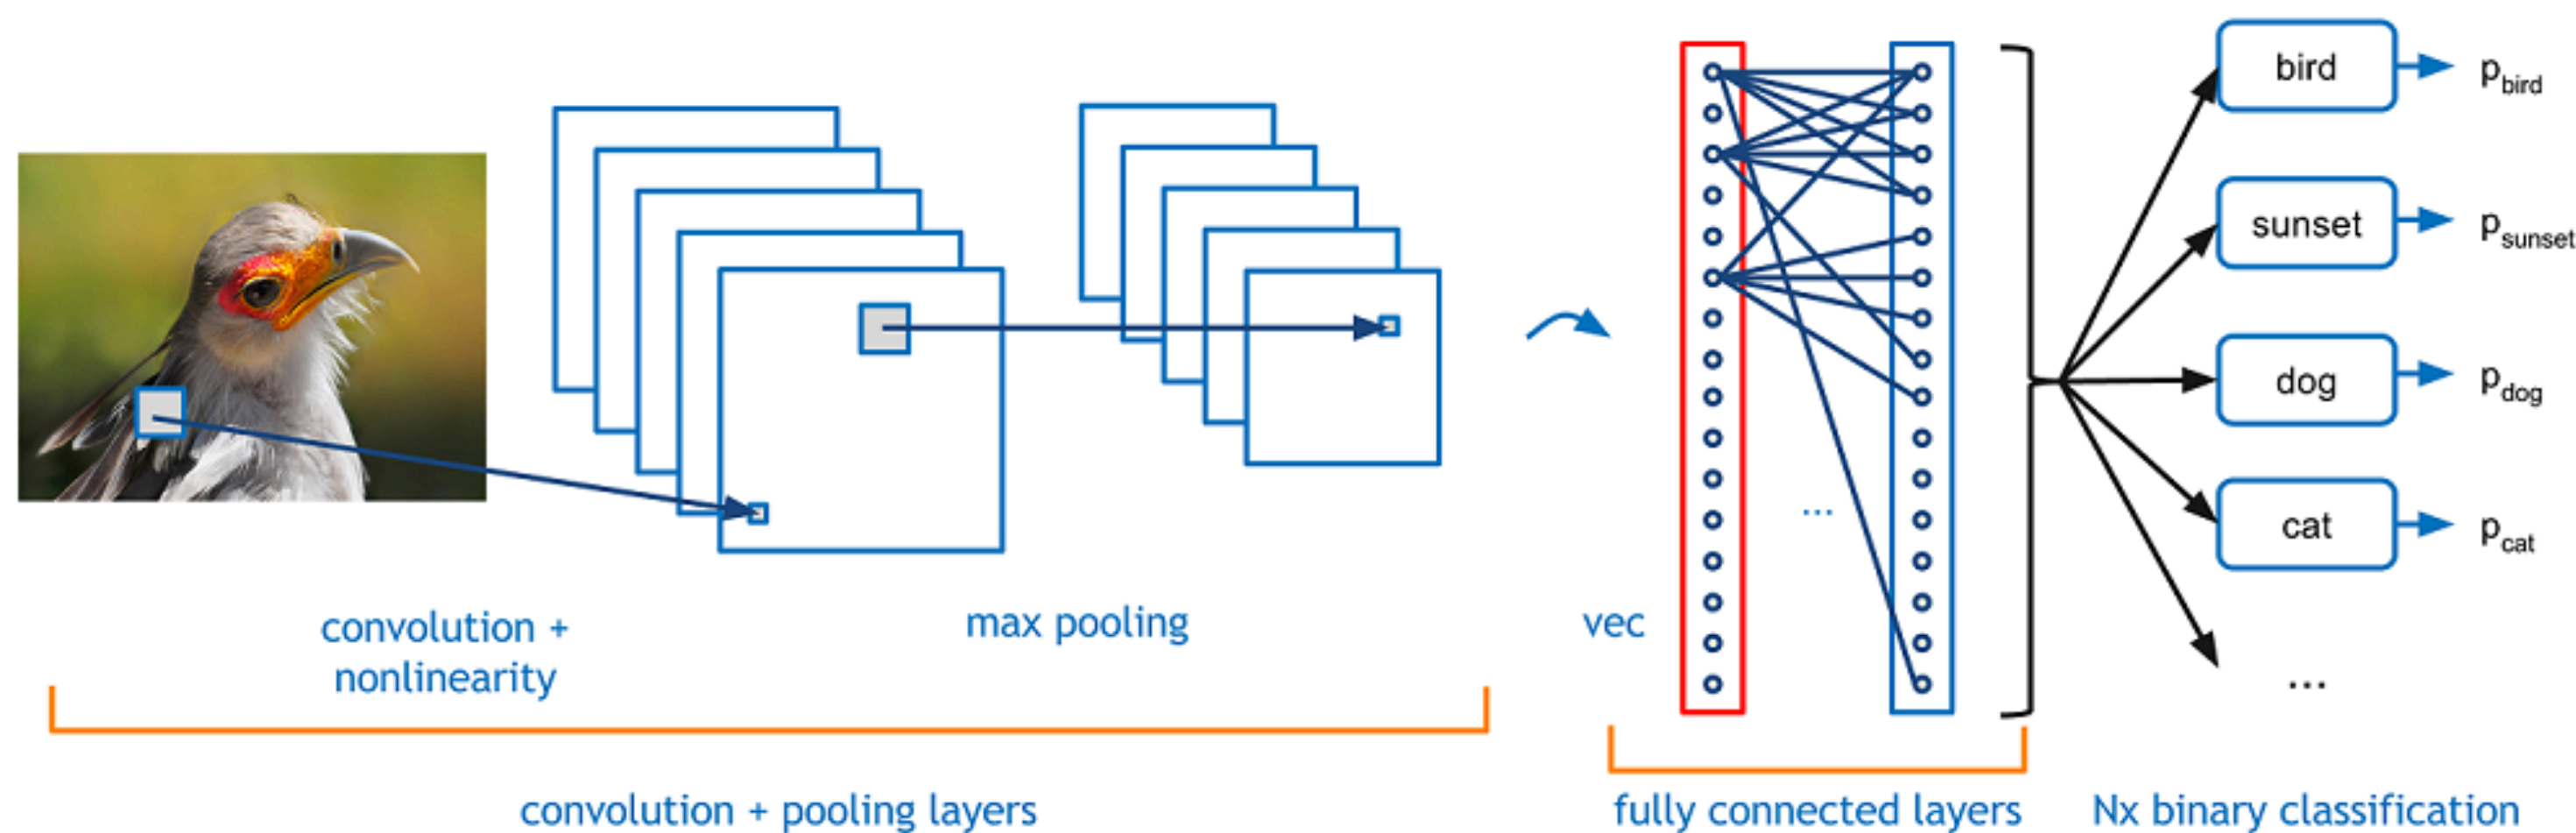 bird
p_bird
sunset
p_sunset
dog
p_dog
cat
p_cat
...
...
convolution +
nonlinearity
max pooling
vec
convolution + pooling layers
fully connected layers
Nx binary classification